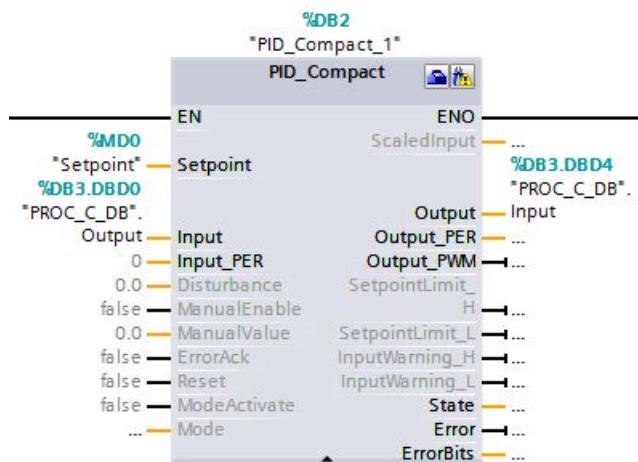 %DB2
"PID_Compact_1"
PID_Compact
EN ENO
%MD0 ScaledInput ...
"Setpoint" Setpoint %DB3.DBD4
%DB3.DBD0 "PROC_C_DB".
"PROC_C_DB". Output Input
Output Input Output_PER ...
0 Input_PER Output_PWM ...
0.0 Disturbance SetpointLimit_
false ManualEnable H ...
0.0 ManualValue SetpointLimit_L ...
false ErrorAck InputWarning_H ...
false Reset InputWarning_L ...
false ModeActivate State ...
... Mode Error ...
ErrorBits ...